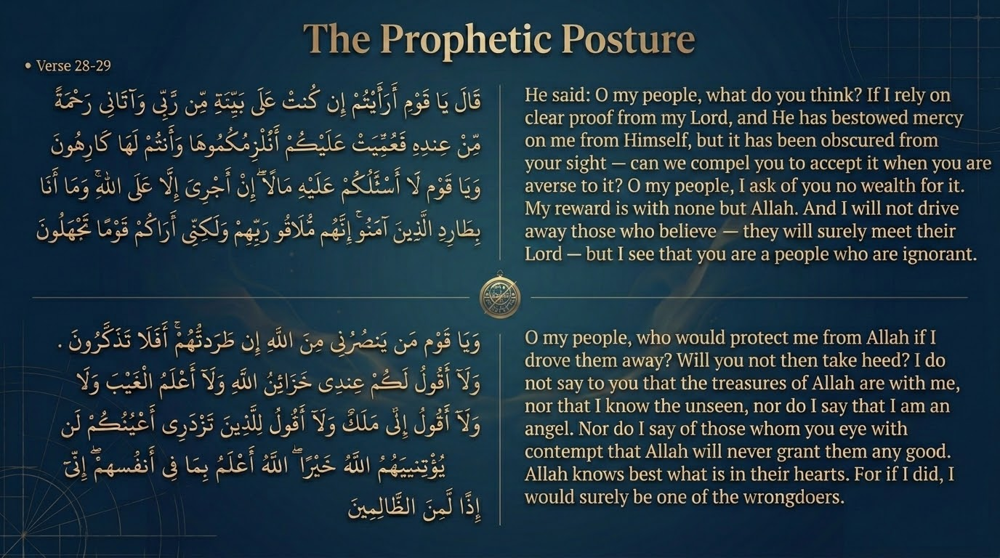 The Prophetic Posture
• Verse 28-29
قَالَ يَا قَوْمِ أَرَأَيْتُمْ إِن كُنتُ عَلَى بَيِّنَةٍ مِّن رَّبِّى وَآتَانِى رَحْمَةً
مِّنْ عِندِهِ فَعُمِّيَتْ عَلَيْكُمْ أَنُلْزِمُكُمُوهَا وَأَنتُمْ لَهَا كَارِهُونَ
وَيَا قَوْمِ لَا أَسْئَلُكُمْ عَلَيْهِ مَالًا ۖ إِنْ أَجْرِىَ إِلَّا عَلَى اللهِ ۚ وَمَا أَنَا
بِطَارِدِ الَّذِينَ آمَنُوٓ ۚ إِنَّهُم مُّلَاقُو رَبِّهِمْ وَلَكِنِّى أَرَاكُمْ قَوْمًا تَجْهَلُونَ
He said: O my people, what do you think? If I rely on
clear proof from my Lord, and He has bestowed mercy
on me from Himself, but it has been obscured from
your sight — can we compel you to accept it when you are
averse to it? O my people, I ask of you no wealth for it.
My reward is with none but Allah. And I will not drive
away those who believe — they will surely meet their
Lord — but I see that you are a people who are ignorant.
وَيَا قَوْمِ مَن يَنصُرُنِى مِنَ اللَّهِ إِن طَرَدتُّهُمْ ۚ أَفَلَا تَذَكَّرُونَ .
وَلَآ أَقُولُ لَكُمْ عِندِى خَزَائِنُ اللَّهِ وَلَآ أَعْلَمُ الْغَيْبَ وَلَا
وَلَآ أَقُولُ إِنِّى مَلَكٌ وَلَآ أَقُولُ لِلَّذِينَ تَزْدَرِى أَعْيُنُكُمْ لَن
اللَّهُ خَيْرًا ۖ اللَّهُ أَعْلَمُ بِمَا فِى أَنفُسهِمْ ۖ إِنِّىٓ
إِذًا لَّمِنَ الظَّالِمِينَ
O my people, who would protect me from Allah if I
drove them away? Will you not then take heed? I do
not say to you that the treasures of Allah are with me,
nor that I know the unseen, nor do I say that I am an
angel. Nor do I say of those whom you eye with
contempt that Allah will never grant them any good.
Allah knows best what is in their hearts. For if I did, I
would surely be one of the wrongdoers.